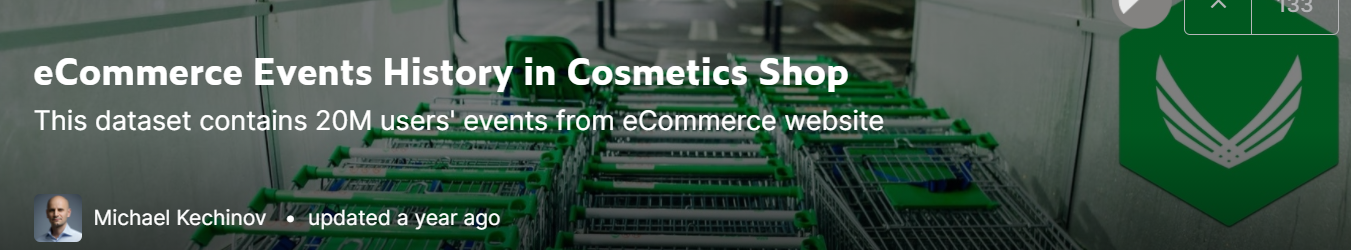 133
eCommerce Events History in Cosmetics Shop
This dataset contains 20M users' events from eCommerce website
Michael Kechinov • updated a year ago